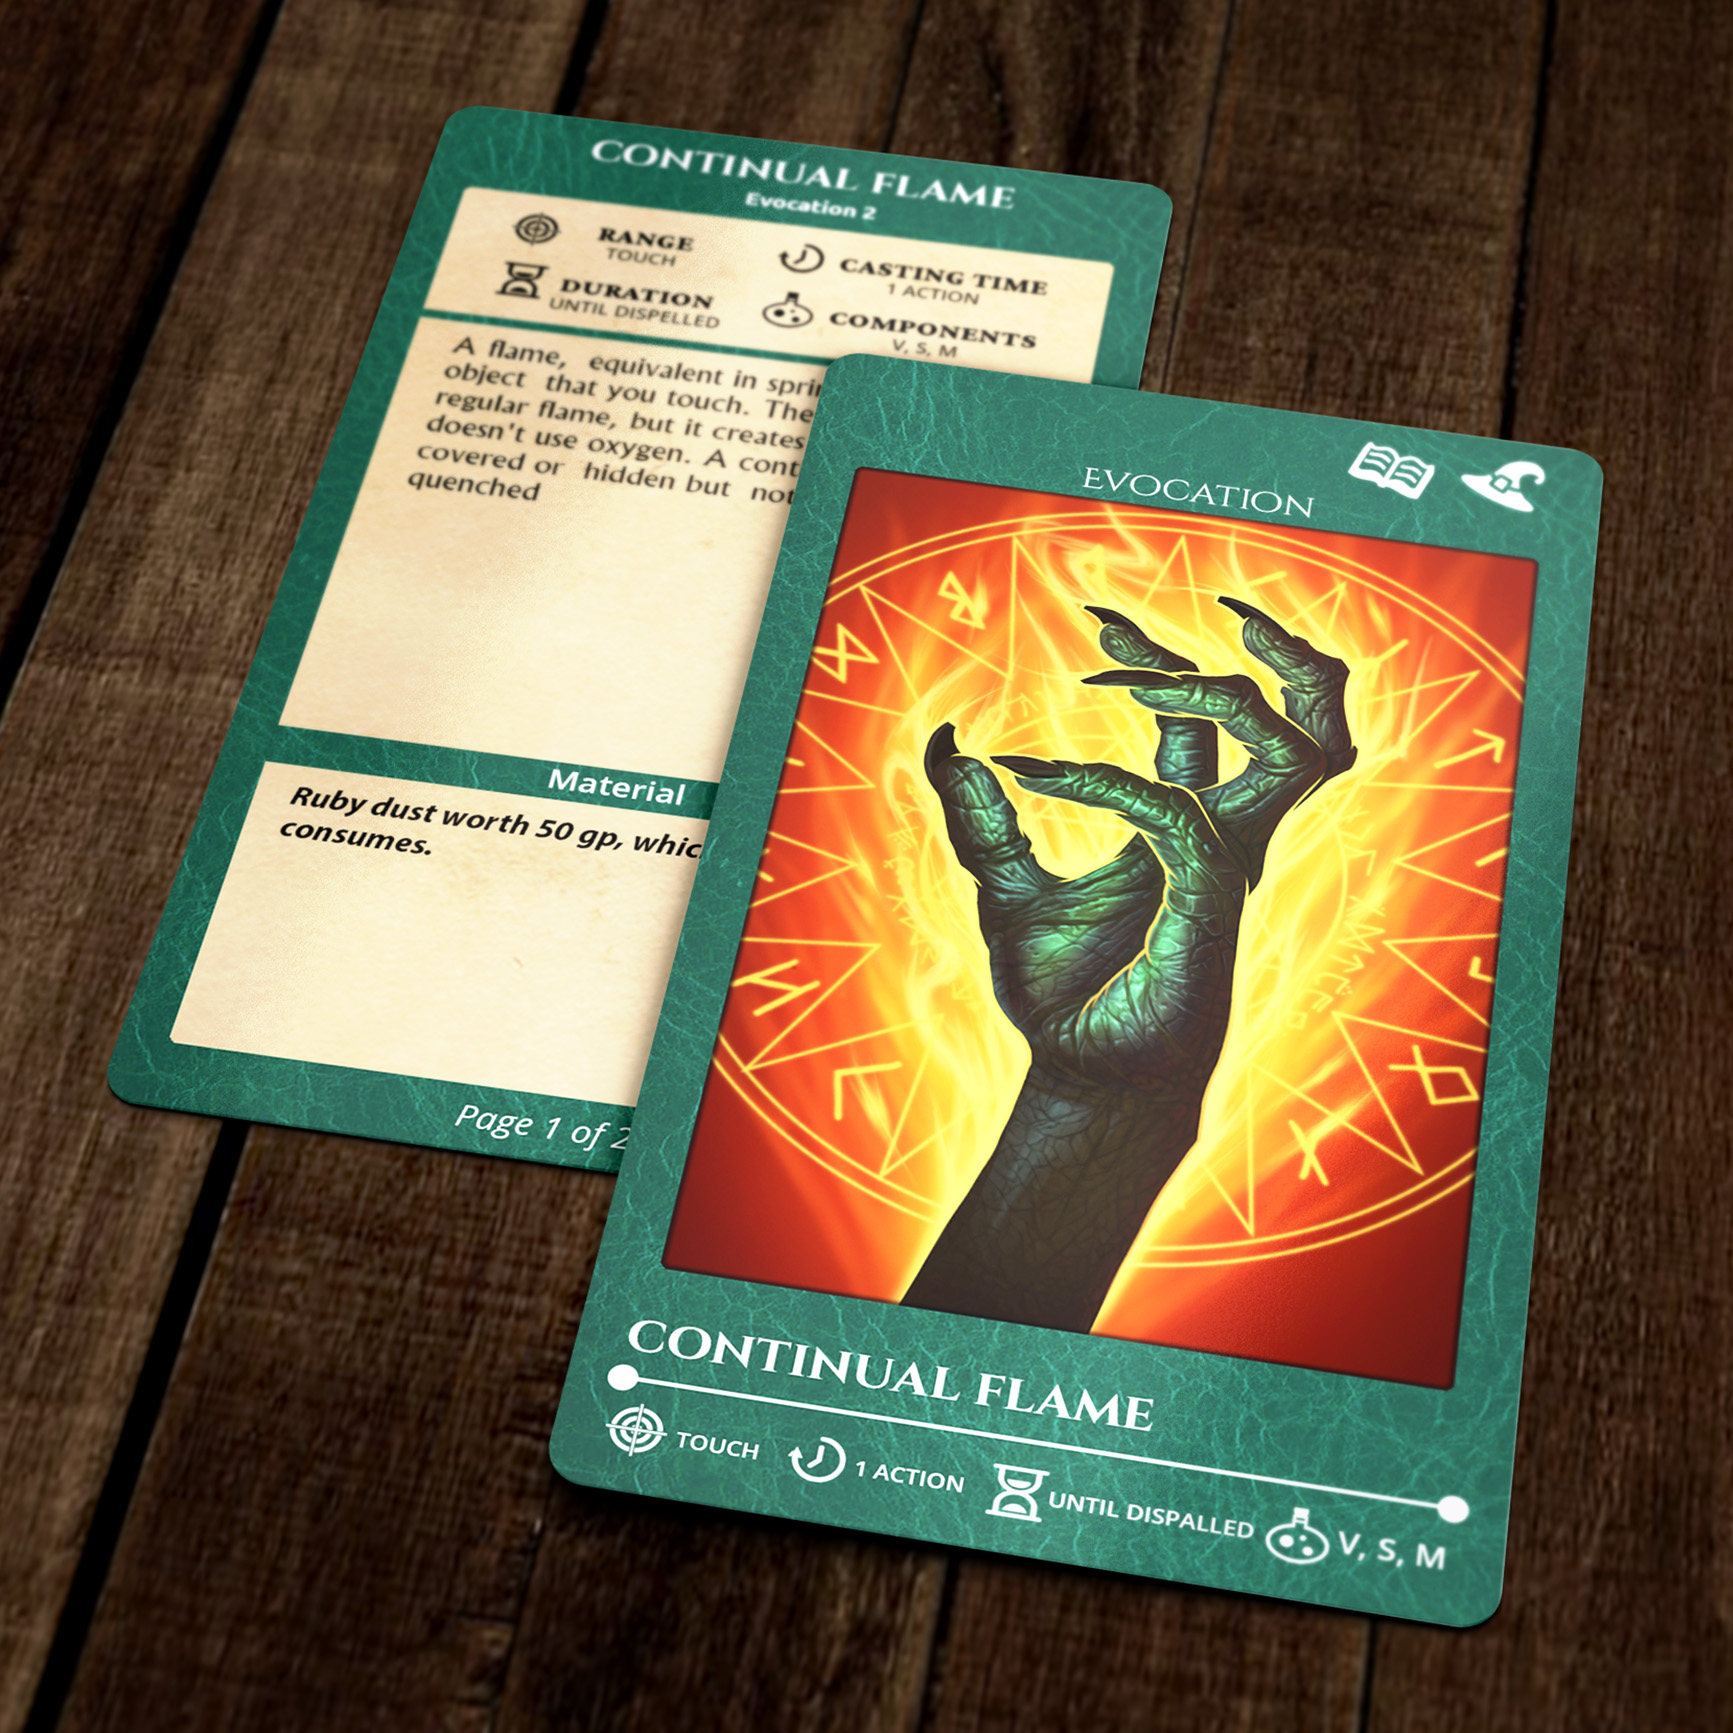 CONTINUAL FLAME
Evocation 2
RANGE
TOUCH
CASTING TIME
1 ACTION
DURATION
UNTIL DISPELLED
COMPONENTS
V, S, M
A flame, equivalent in
object that you touch. The
regular flame, but it creates
doesn't use oxygen. A
covered or hidden but not
quenched
Material
Ruby dust worth 50 gp,
consumes.
Page 1 of 2
EVOCATION
CONTINUAL FLAME
TOUCH
1 ACTION
UNTIL DISPALLED
V, S, M